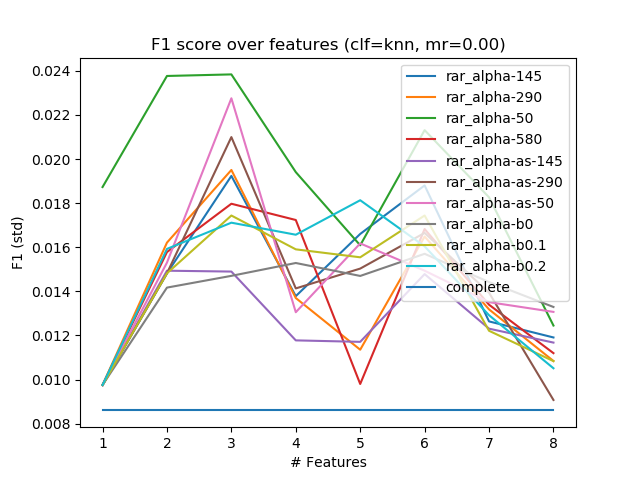 F1 score over features (clf=knn, mr=0.00)
F1 (std)
0.024
0.022
0.020
0.018
0.016
0.014
0.012
0.010
0.008
rar_alpha-145
rar_alpha-290
rar_alpha-50
rar_alpha-580
rar_alpha-as-145
rar_alpha-as-290
rar_alpha-as-50
rar_alpha-b0
rar_alpha-b0.1
rar_alpha-b0.2
complete
1 2 3 4 5 6 7 8
# Features